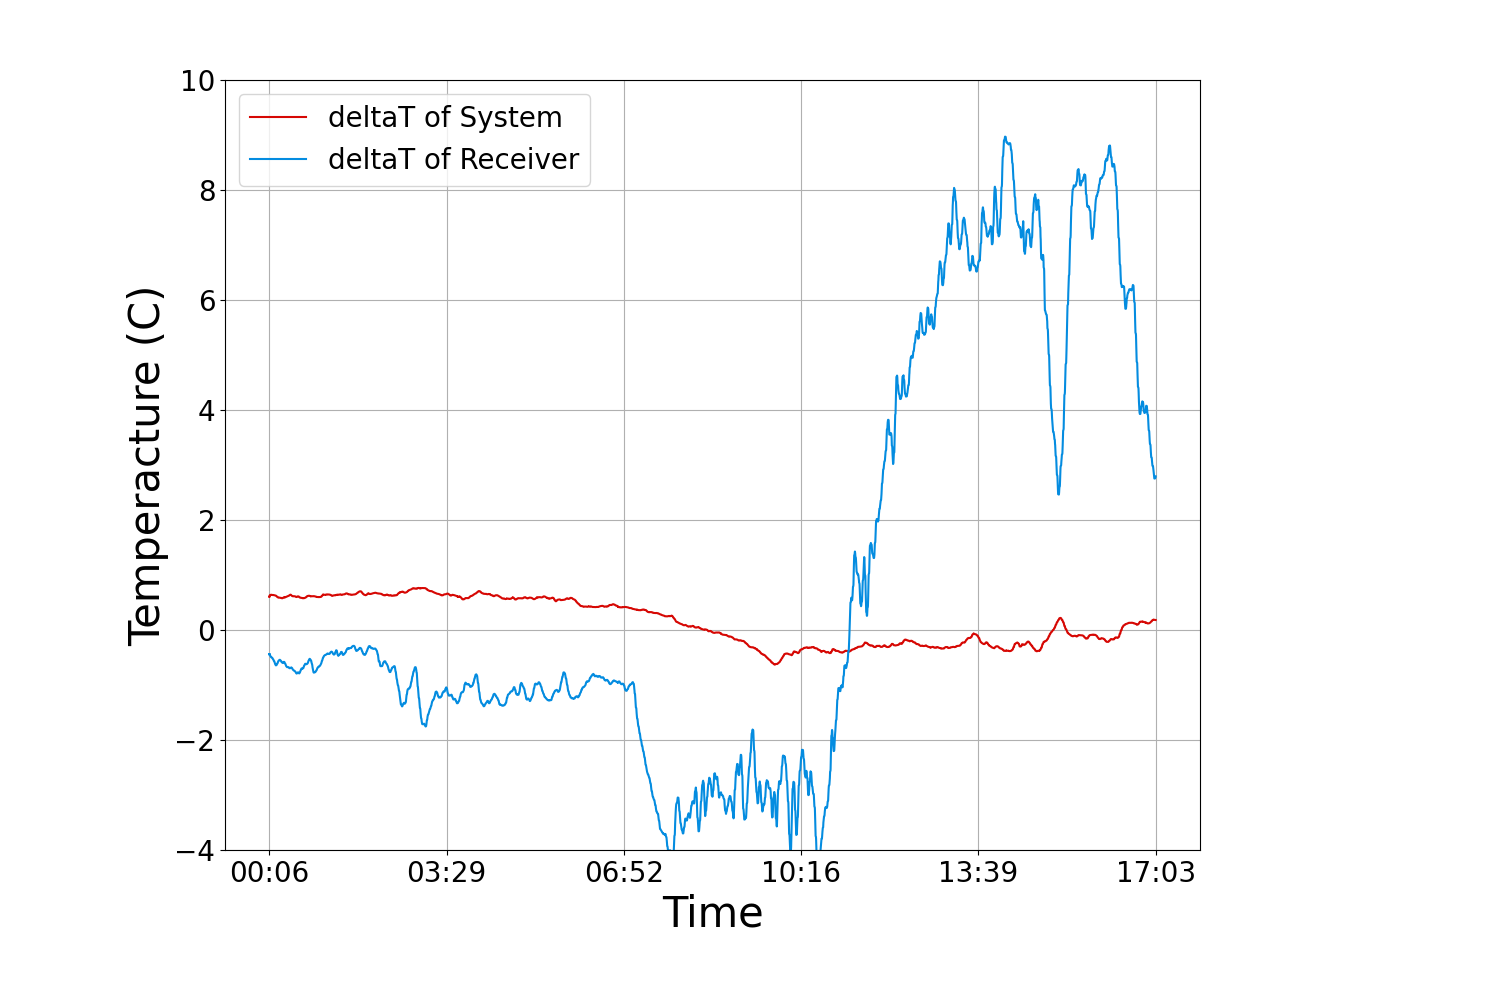 deltaT of System
deltaT of Receiver
10
8
6
4
2
0
−2
−4
Temperacture (C)
00:06 03:29 06:52 10:16 13:39 17:03
Time